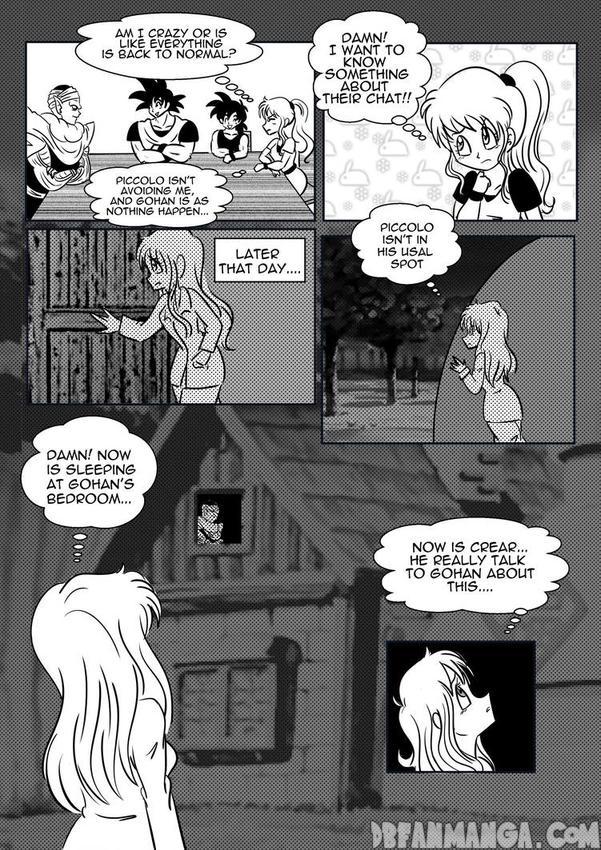 AM I CRAZY OR IS
LIKE EVERYTHING
IS BACK TO NORMAL?
DAMN!
I WANT TO
KNOW
SOMETHING
ABOUT
THEIR CHAT!!
PICCOLO ISN'T
AVOIDING ME,
AND GOHAN IS AS
NOTHING HAPPEN...
LATER
THAT DAY....
PICCOLO
ISN'T IN
HIS USAL
SPOT
DAMN! NOW
IS SLEEPING
AT GOHAN'S
BEDROOM...
NOW IS CREAR...
HE REALLY TALK
TO GOHAN ABOUT
THIS....
DBFANMANGA.COM